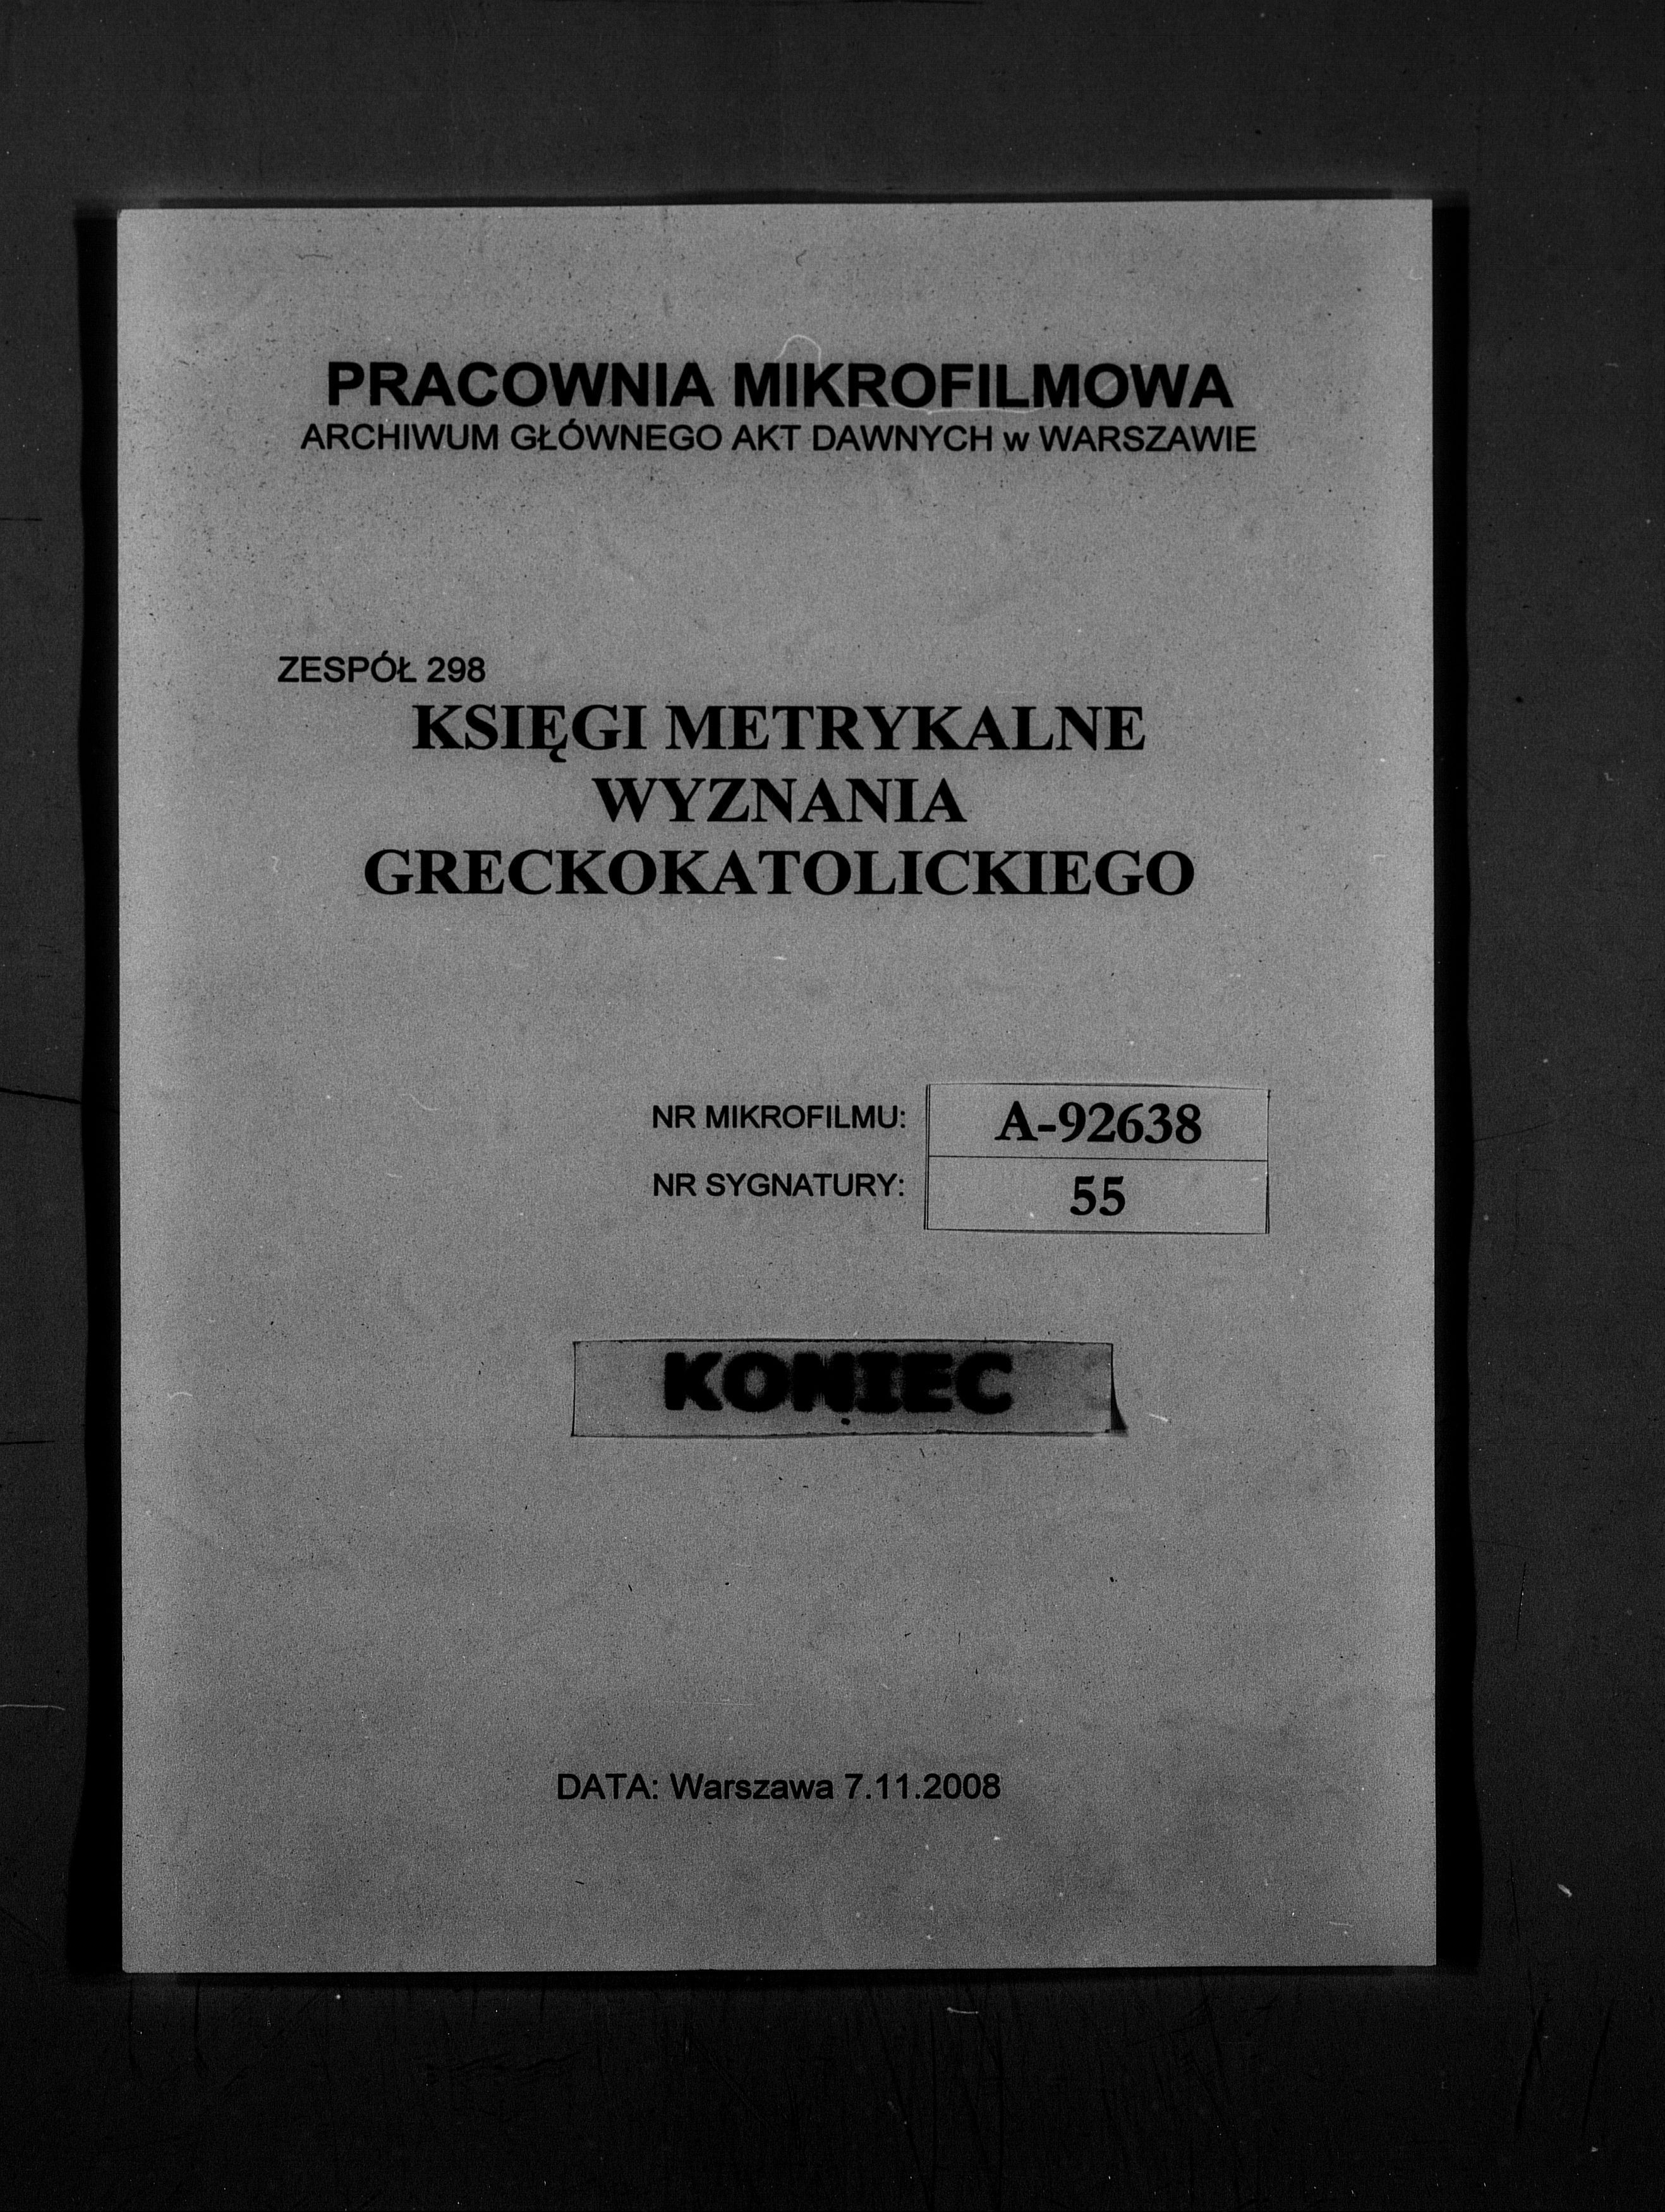 PRACOWNIA MIKROFILMOWA
ARCHIWUM GŁÓWNEGO AKT DAWNYCH w WARSZAWIE
ZESPÓŁ 298
KSIĘGI METRYKALNE
WYZNANIA
GRECKOKATOLICKIEGO
NR MIKROFILMU: A-92638
NR SYGNATURY: 55
KONIEC
DATA: Warszawa 7.11.2008